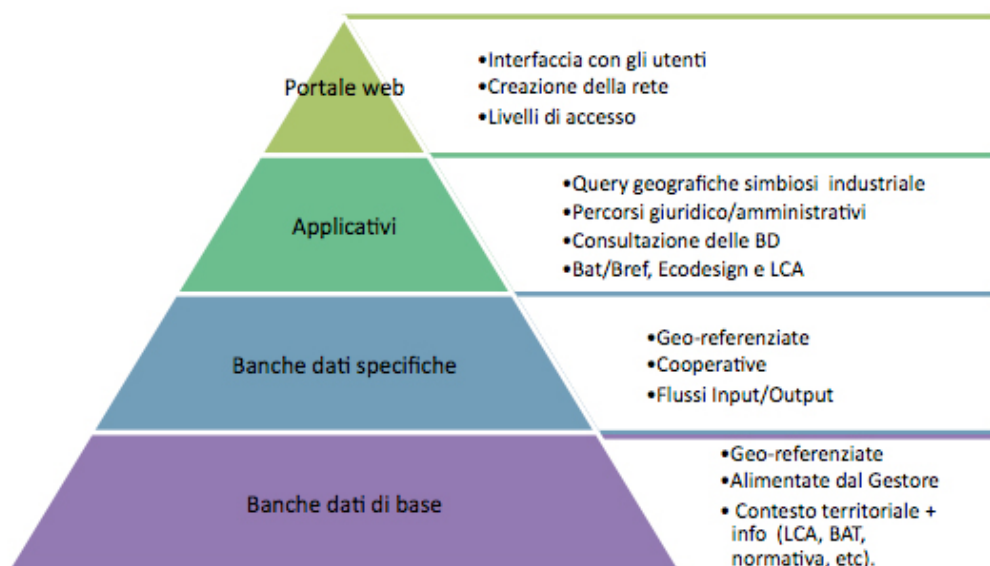 Portale web
•Interfaccia con gli utenti
•Creazione della rete
•Livelli di accesso
Applicativi
•Query geografiche simbiosi industriale
•Percorsi giuridico/amministrativi
•Consultazione delle BD
•Bat/Bref, Ecodesign e LCA
Banche dati specifiche
•Geo-referenziate
•Cooperative
•Flussi Input/Output
Banche dati di base
•Geo-referenziate
•Alimentate dal Gestore
• Contesto territoriale +
info (LCA, BAT,
normativa, etc).